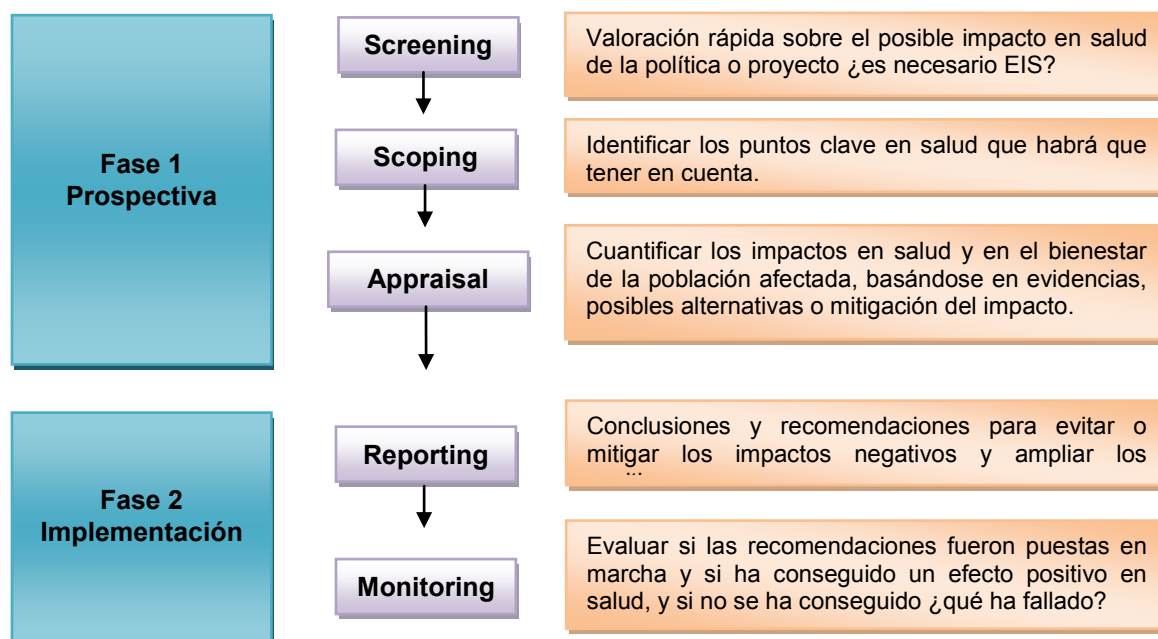 Fase 1
Prospectiva
Screening
Valoración rápida sobre el posible impacto en salud
de la política o proyecto ¿es necesario EIS?
Scoping
Identificar los puntos clave en salud que habrá que
tener en cuenta.
Appraisal
Cuantificar los impactos en salud y en el bienestar
de la población afectada, basándose en evidencias,
posibles alternativas o mitigación del impacto.
Fase 2
Implementación
Reporting
Conclusiones y recomendaciones para evitar o
mitigar los impactos negativos y ampliar los
Monitoring
Evaluar si las recomendaciones fueron puestas en
marcha y si ha conseguido un efecto positivo en
salud, y si no se ha conseguido ¿qué ha fallado?